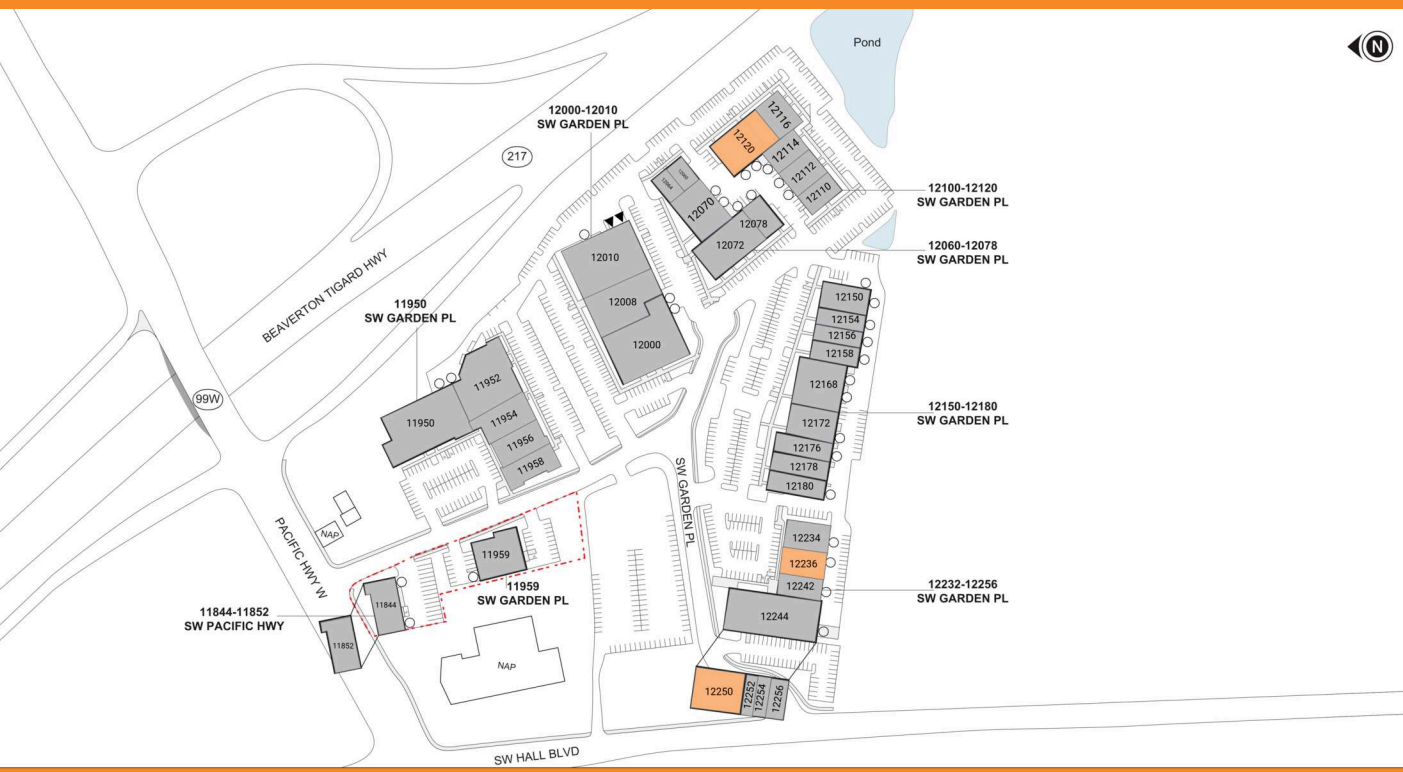 Pond
N
12000-12010
SW GARDEN PL
217
12116
12120
12114
12112
12110
12070
12078
12072
12100-12120
SW GARDEN PL
12060-12078
SW GARDEN PL
12010
12008
12000
BEAVERTON TIGARD HWY
11950
SW GARDEN PL
99W
11952
11950
11954
11956
11958
12150
12154
12156
12158
12168
12172
12176
12178
12180
12150-12180
SW GARDEN PL
SW GARDEN PL
NAP
PACIFIC HWY W
11959
11959
SW GARDEN PL
12234
12236
12242
12244
12232-12256
SW GARDEN PL
11844-11852
SW PACIFIC HWY
11844
11852
NAP
12250
12252
12254
12256
SW HALL BLVD